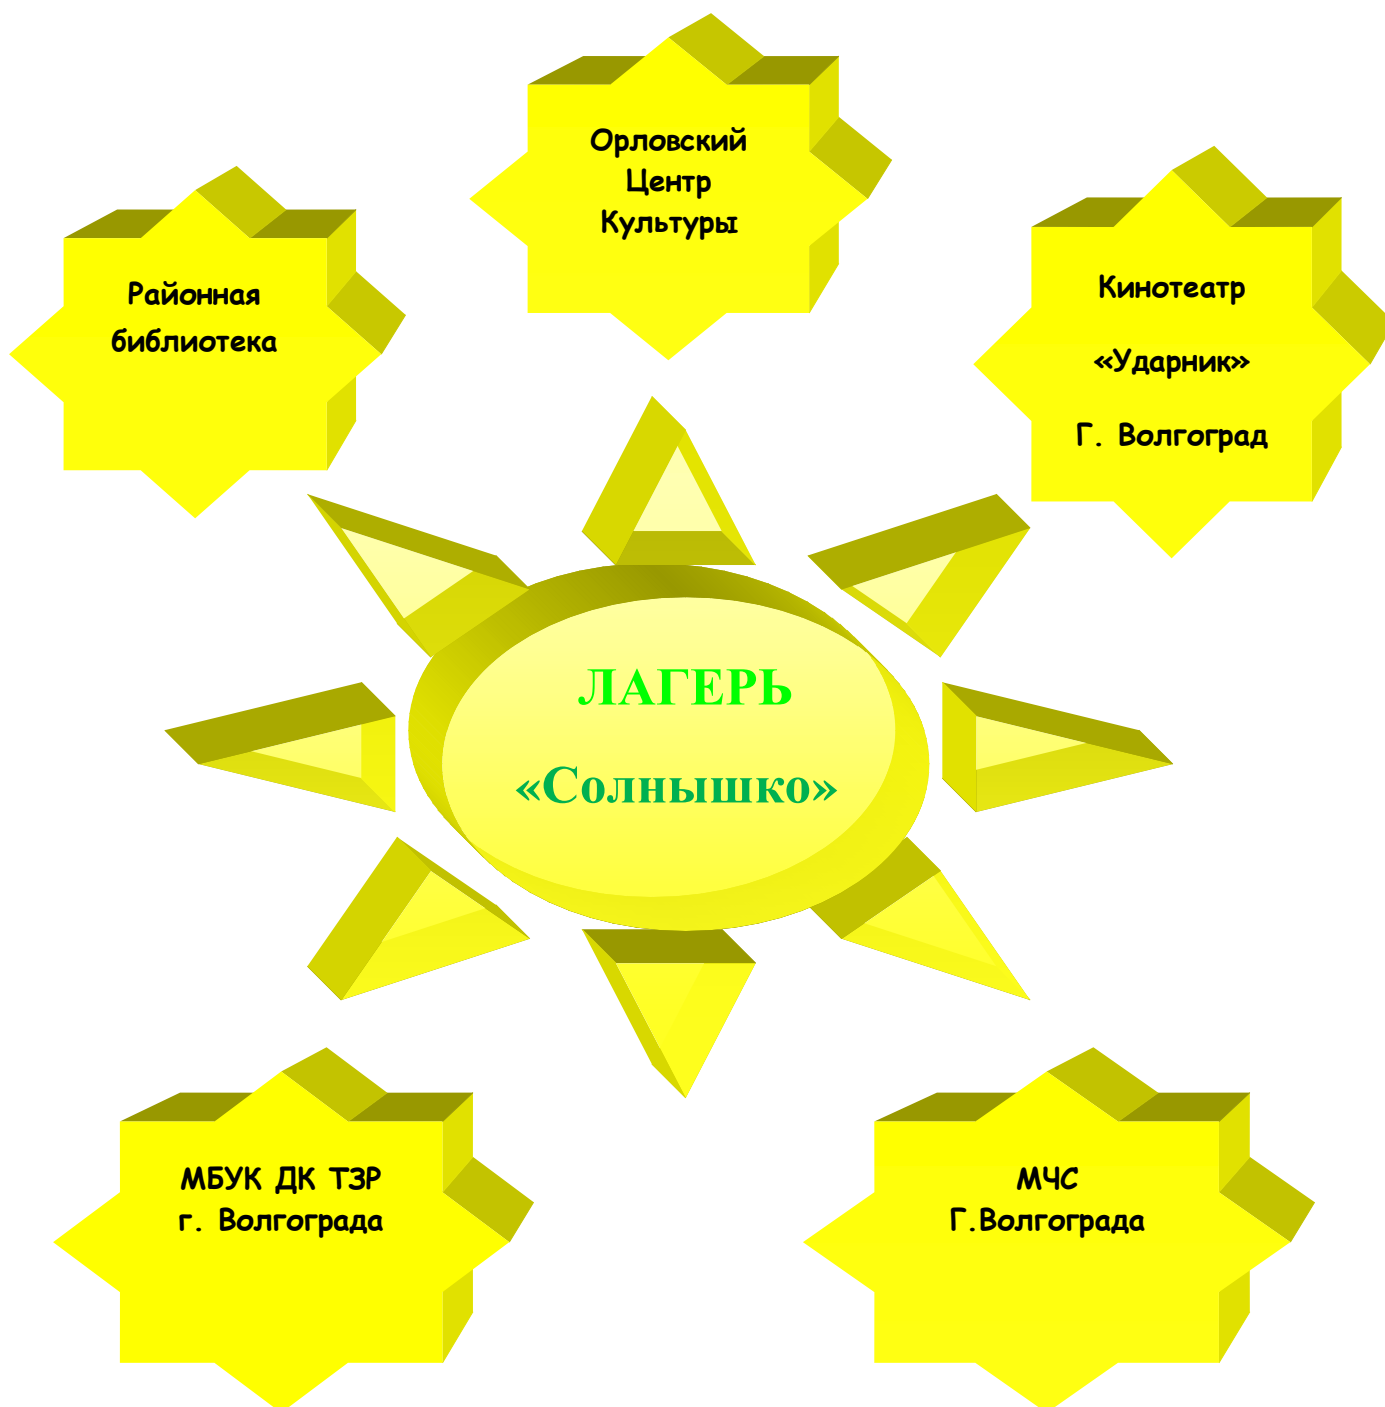 Орловский
Центр
Культуры
Районная
библиотека
Кинотеатр
«Ударник»
Г. Волгоград
ЛАГЕРЬ
«Солнышко»
МБУК ДК ТЗР
г. Волгограда
МЧС
Г.Волгограда